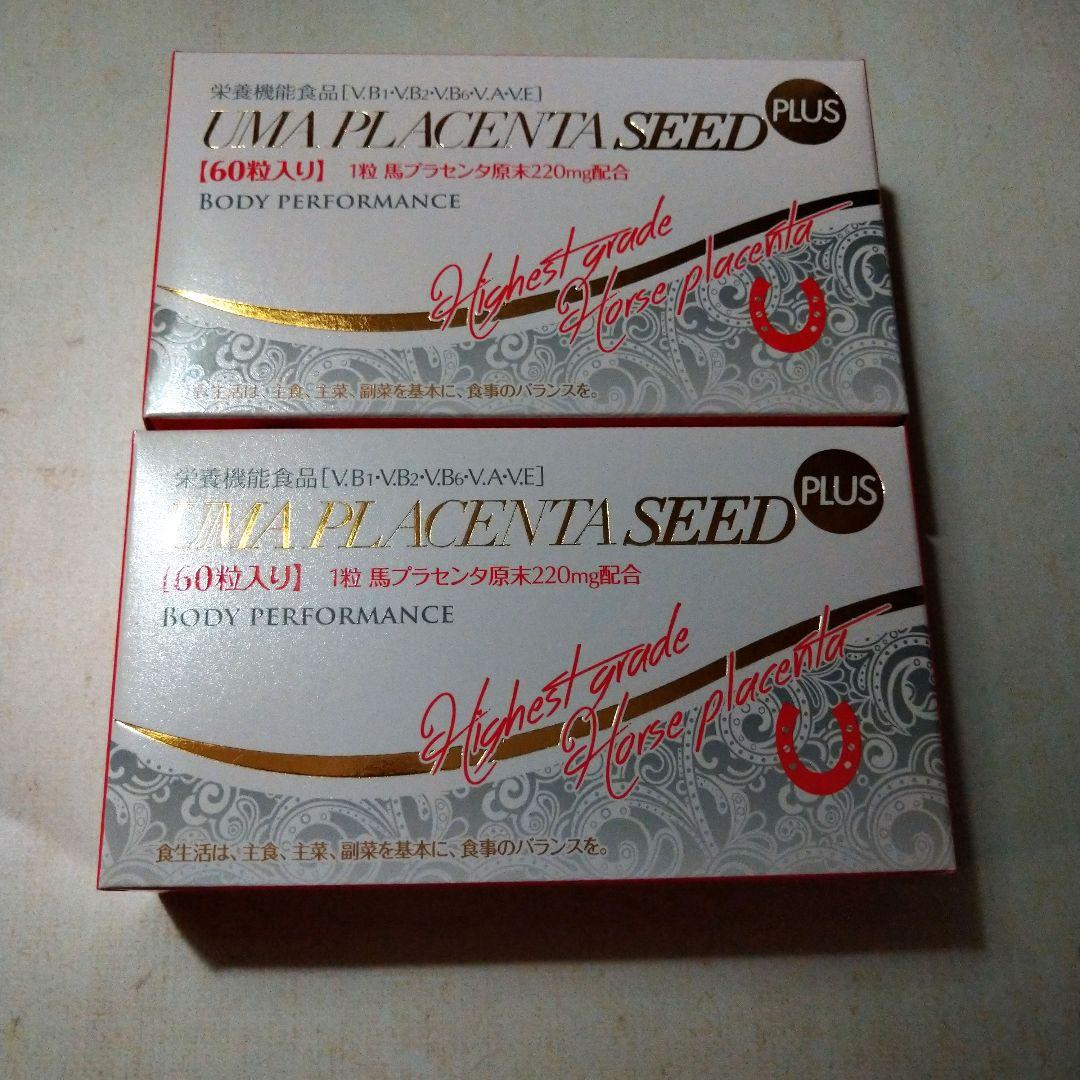 栄養機能食品[V.B1・V.B2・V.B6・V.A・V.E]
UMA PLACENTA SEED PLUS
【60粒入り】 1粒 馬プラセンタ原末220mg配合
BODY PERFORMANCE
Highest grade
Horse placenta
食生活は、主食、主菜、副菜を基本に、食事のバランスを。
栄養機能食品[V.B1・V.B2・V.B6・V.A・V.E]
UMA PLACENTA SEED PLUS
【60粒入り】 1粒 馬プラセンタ原末220mg配合
BODY PERFORMANCE
Highest grade
Horse placenta
食生活は、主食、主菜、副菜を基本に、食事のバランスを。